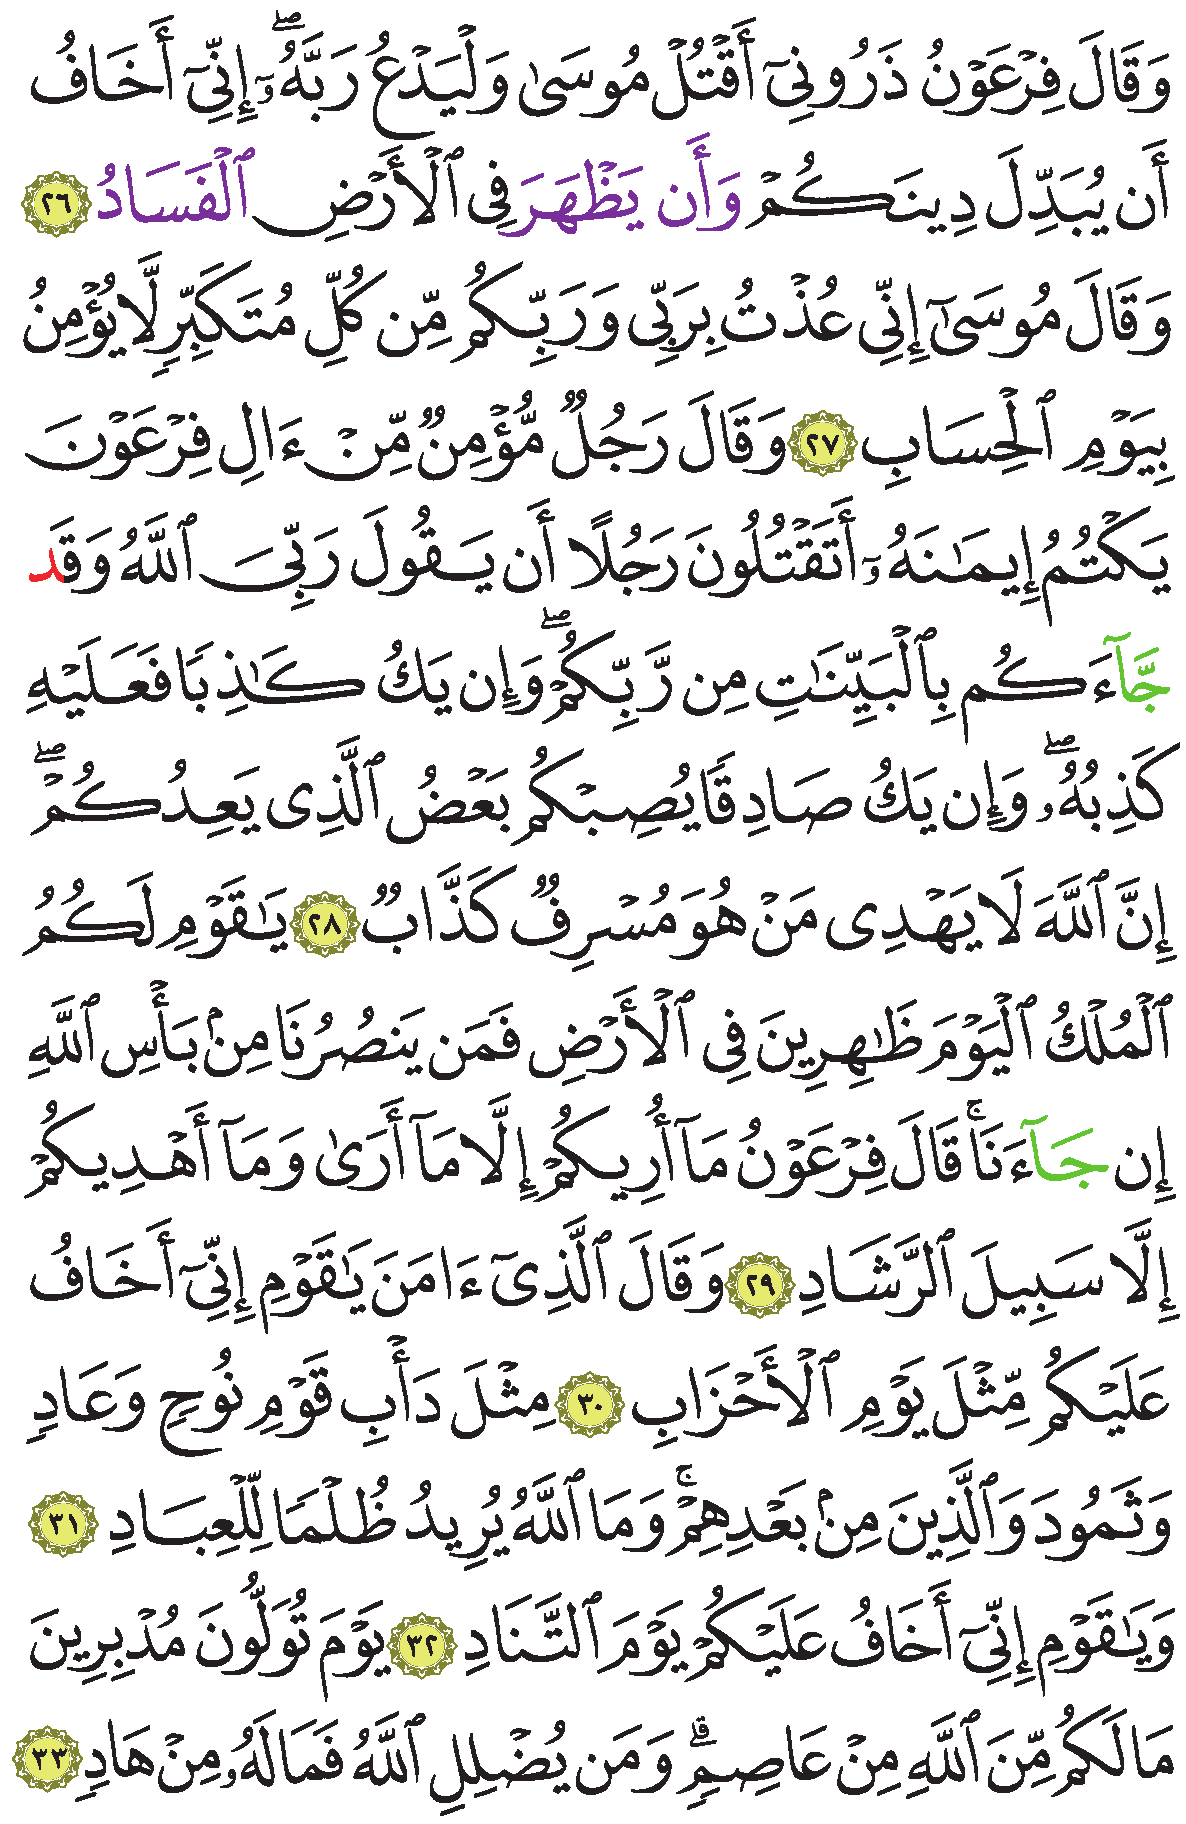 وَقَالَ فِرْعَوْنُ ذَرُونِىٓ أَقْتُلْ مُوسَىٰ وَلْيَدْعُ رَبَّهُۥٓ ۖ إِنِّىٓ أَخَافُ
أَن يُبَدِّلَ دِينَكُمْ وَأَن يَظْهَرَ فِى ٱلْأَرْضِ ٱلْفَسَادُ ٢٦
وَقَالَ مُوسَىٰٓ إِنِّى عُذْتُ بِرَبِّى وَرَبِّكُم مِّن كُلِّ مُتَكَبِّرٍ لَّا يُؤْمِنُ
بِيَوْمِ ٱلْحِسَابِ ٢٧ وَقَالَ رَجُلٌ مُّؤْمِنٌ مِّنْ ءَالِ فِرْعَوْنَ
يَكْتُمُ إِيمَـٰنَهُۥٓ أَتَقْتُلُونَ رَجُلًا أَن يَقُولَ رَبِّىَ ٱللَّهُ وَقَد
جَّآءَكُم بِٱلْبَيِّنَـٰتِ مِن رَّبِّكُمْ ۖ وَإِن يَكُ كَـٰذِبًا فَعَلَيْهِ
كَذِبُهُۥ ۖ وَإِن يَكُ صَادِقًا يُصِبْكُم بَعْضُ ٱلَّذِى يَعِدُكُمْ ۖ
إِنَّ ٱللَّهَ لَا يَهْدِى مَنْ هُوَ مُسْرِفٌ كَذَّابٌ ٢٨ يَـٰقَوْمِ لَكُمُ
ٱلْمُلْكُ ٱلْيَوْمَ ظَـٰهِرِينَ فِى ٱلْأَرْضِ فَمَن يَنصُرُنَا مِنۢ بَأْسِ ٱللَّهِ
إِن جَآءَنَا ۚ قَالَ فِرْعَوْنُ مَآ أُرِيكُمْ إِلَّا مَآ أَرَىٰ وَمَآ أَهْدِيكُمْ
إِلَّا سَبِيلَ ٱلرَّشَادِ ٢٩ وَقَالَ ٱلَّذِىٓ ءَامَنَ يَـٰقَوْمِ إِنِّىٓ أَخَافُ
عَلَيْكُم مِّثْلَ يَوْمِ ٱلْأَحْزَابِ ٣٠ مِثْلَ دَأْبِ قَوْمِ نُوحٍ وَعَادٍ
وَثَمُودَ وَٱلَّذِينَ مِنۢ بَعْدِهِمْ ۚ وَمَا ٱللَّهُ يُرِيدُ ظُلْمًا لِّلْعِبَادِ ٣١
وَيَـٰقَوْمِ إِنِّىٓ أَخَافُ عَلَيْكُمْ يَوْمَ ٱلتَّنَادِ ٣٢ يَوْمَ تُوَلُّونَ مُدْبِرِينَ
مَا لَكُم مِّنَ ٱللَّهِ مِنْ عَاصِمٍ ۗ وَمَن يُضْلِلِ ٱللَّهُ فَمَا لَهُۥ مِنْ هَادٍ ٣٣